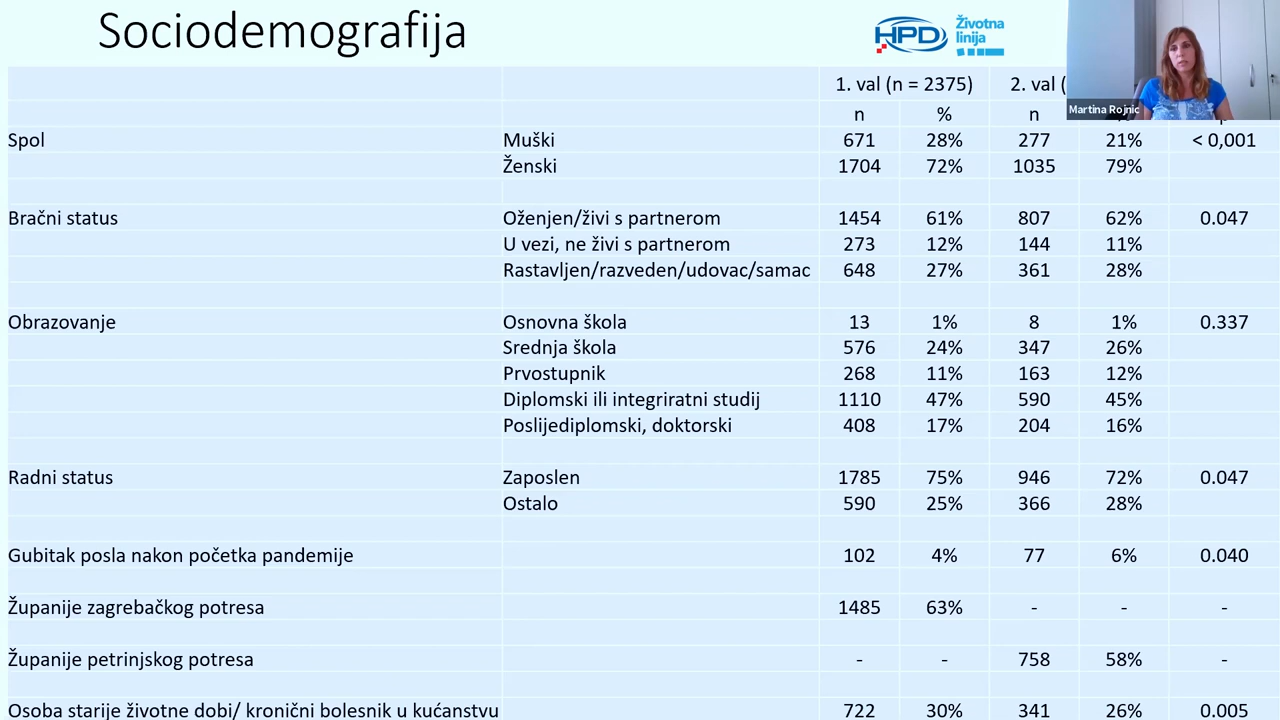 Sociodemografija
HPD Životna linija
Martina Rojnic
1. val (n = 2375) 2. val (
n % n
Spol Muški 671 28% 277 21% < 0,001
Ženski 1704 72% 1035 79%
Bračni status Oženjen/živi s partnerom 1454 61% 807 62% 0.047
U vezi, ne živi s partnerom 273 12% 144 11%
Rastavljen/razveden/udovac/samac 648 27% 361 28%
Obrazovanje Osnovna škola 13 1% 8 1% 0.337
Srednja škola 576 24% 347 26%
Prvostupnik 268 11% 163 12%
Diplomski ili integriratni studij 1110 47% 590 45%
Poslijediplomski, doktorski 408 17% 204 16%
Radni status Zaposlen 1785 75% 946 72% 0.047
Ostalo 590 25% 366 28%
Gubitak posla nakon početka pandemije 102 4% 77 6% 0.040
Županije zagrebačkog potresa 1485 63% - - -
Županije petrinjskog potresa - - 758 58% -
Osoba starije životne dobi/ kronični bolesnik u kućanstvu 722 30% 341 26% 0.005